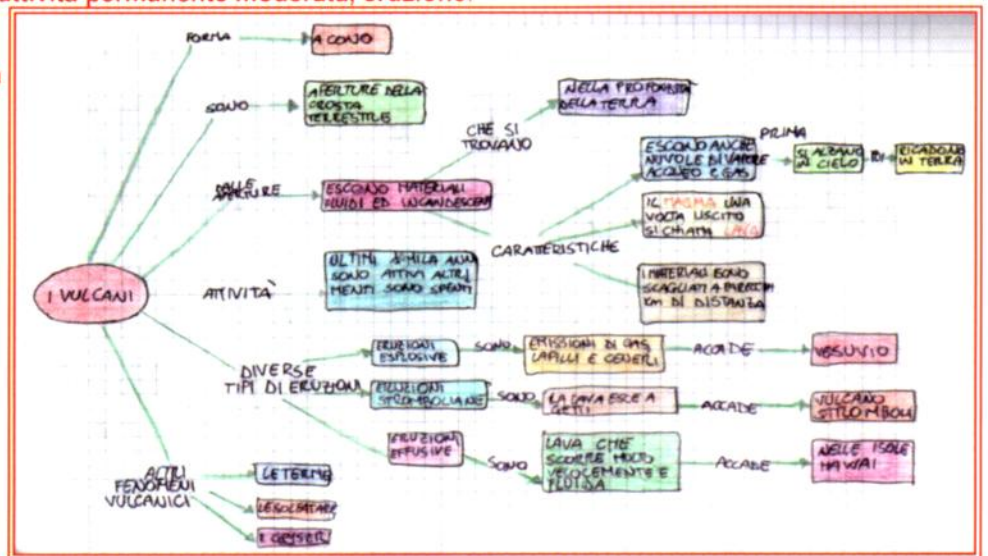 attività permanente moderata, eruzione.
FORMA
A CONO
SONO
APERTURE DELLA
CROSTA
TERRESTRE
DALLE
APERTURE
ESCONO MATERIALI
FLUIDI ED INCANDESCENTI
CHE SI
TROVANO
NELLA PROFONDITÀ
DELLA TERRA
CARATTERISTICHE
ESCONO ANCHE
NUVOLE DI VAPORE
ACQUEO E GAS
PRIMA
SI ALZANO
IN CIELO
RICADONO
IN TERRA
IL MAGMA UNA
VOLTA USCITO
SI CHIAMA LAVA
I MATERIALI SONO
SCAGLIATI A PARECCHI
KM DI DISTANZA
I VULCANI
ATTIVITÀ
ULTIMI MILA ANNI
SONO ATTIVI ALTRI
MENTI SONO SPENTI
DIVERSE
TIPI DI ERUZIONI
ERUZIONI
ESPLOSIVE
SONO
EMISSIONI DI GAS
LAPILLI E CENERI
ACCADE
VESUVIO
ERUZIONI
STROMBOLIANE
SONO
LA LAVA ESCE A
GETTI
ACCADE
VULCANO
STROMBOLI
ERUZIONI
EFFUSIVE
SONO
LAVA CHE
SCORRE MOLTO
VELOCEMENTE E
FLUIDA
ACCADE
NELLE ISOLE
HAWAI
ALTRI
FENOMENI
VULCANICI
LE TERME
LE SOLFATARE
I GEYSER